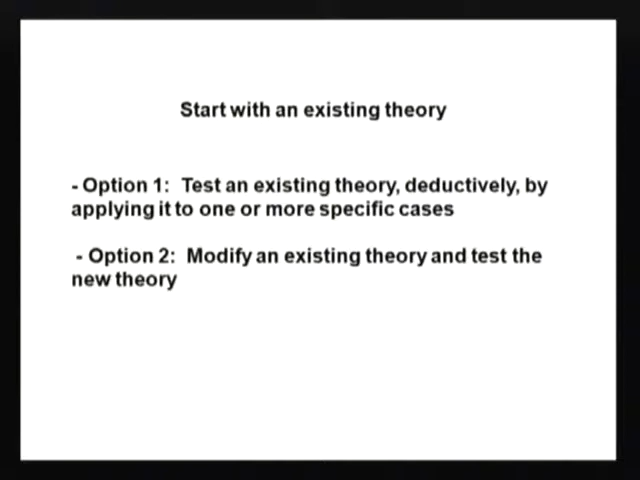 Start with an existing theory
- Option 1:  Test an existing theory, deductively, by
applying it to one or more specific cases
- Option 2:  Modify an existing theory and test the
new theory